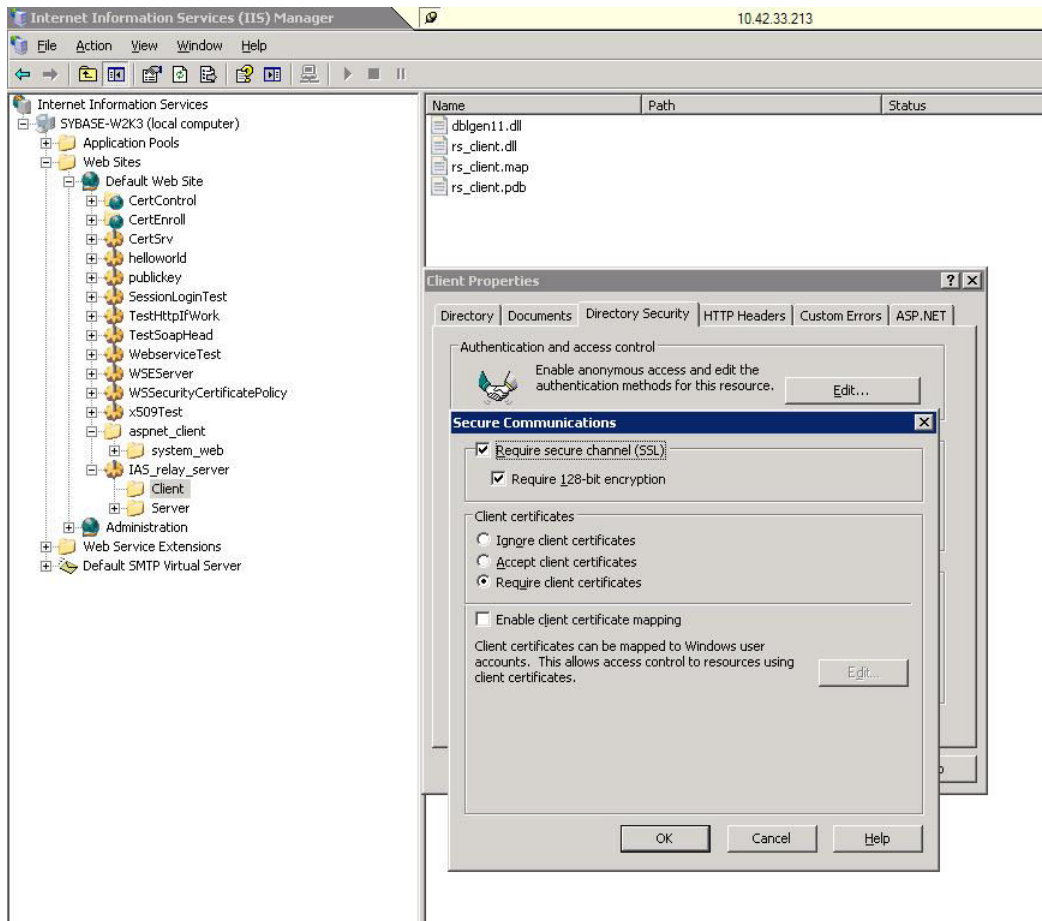 Internet Information Services (IIS) Manager
10.42.33.213
File Action View Window Help
Internet Information Services
SYBASE-W2K3 (local computer)
Application Pools
Web Sites
Default Web Site
CertControl
CertEnroll
CertSrv
helloworld
publickey
SessionLoginTest
TestHttpIfWork
TestSoapHead
WebserviceTest
WSEServer
WSSecurityCertificatePolicy
x509Test
aspnet_client
system_web
IAS_relay_server
Client
Server
Administration
Web Service Extensions
Default SMTP Virtual Server
Name Path Status
dblgen11.dll
rs_client.dll
rs_client.map
rs_client.pdb
Client Properties
Directory Documents Directory Security HTTP Headers Custom Errors ASP.NET
Authentication and access control
Enable anonymous access and edit the
authentication methods for this resource.
Edit...
Secure Communications
Require secure channel (SSL)
Require 128-bit encryption
Client certificates
Ignore client certificates
Accept client certificates
Require client certificates
Enable client certificate mapping
Client certificates can be mapped to Windows user
accounts. This allows access control to resources using
client certificates.
Edit...
OK Cancel Help